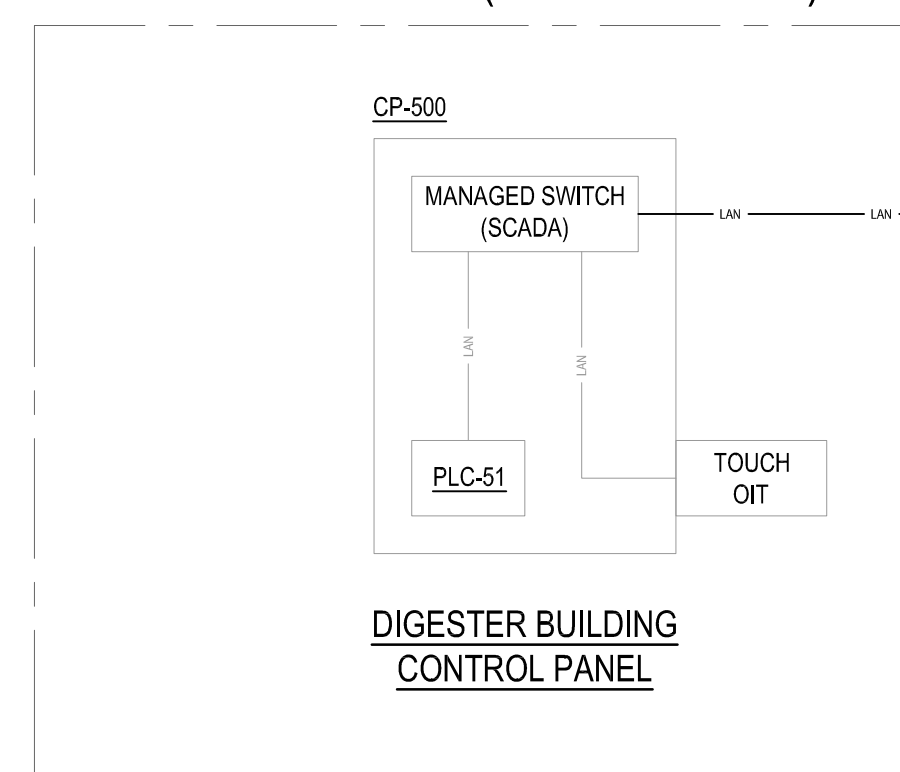 CP-500
MANAGED SWITCH
(SCADA)
LAN
LAN
LAN
LAN
PLC-51
TOUCH
OIT
DIGESTER BUILDING
CONTROL PANEL